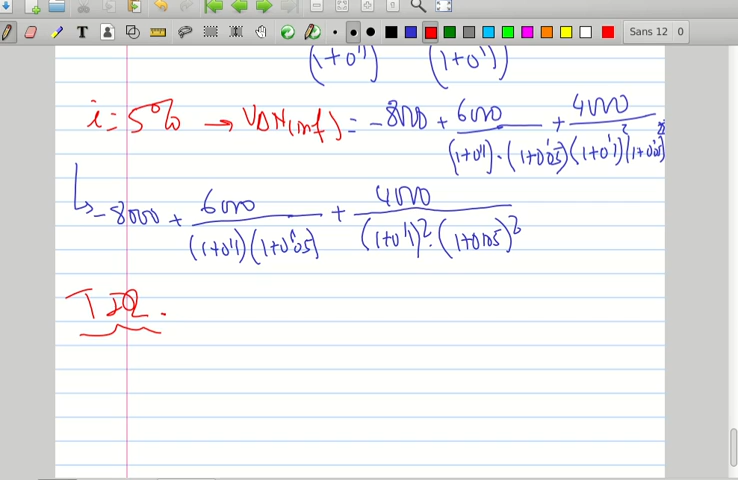 Sans 12 0
(1+0'1) (1+0'1)
i = 5% → VAN(inf) = -8000 + 6000/((1+0'1)·(1+0'05)) + 4000/((1+0'1)²(1+0'05)²)
↳ -8000 + 6000/((1+0'1)(1+0'05)) + 4000/((1+0'1)²·(1+0'05)²)
TIR.